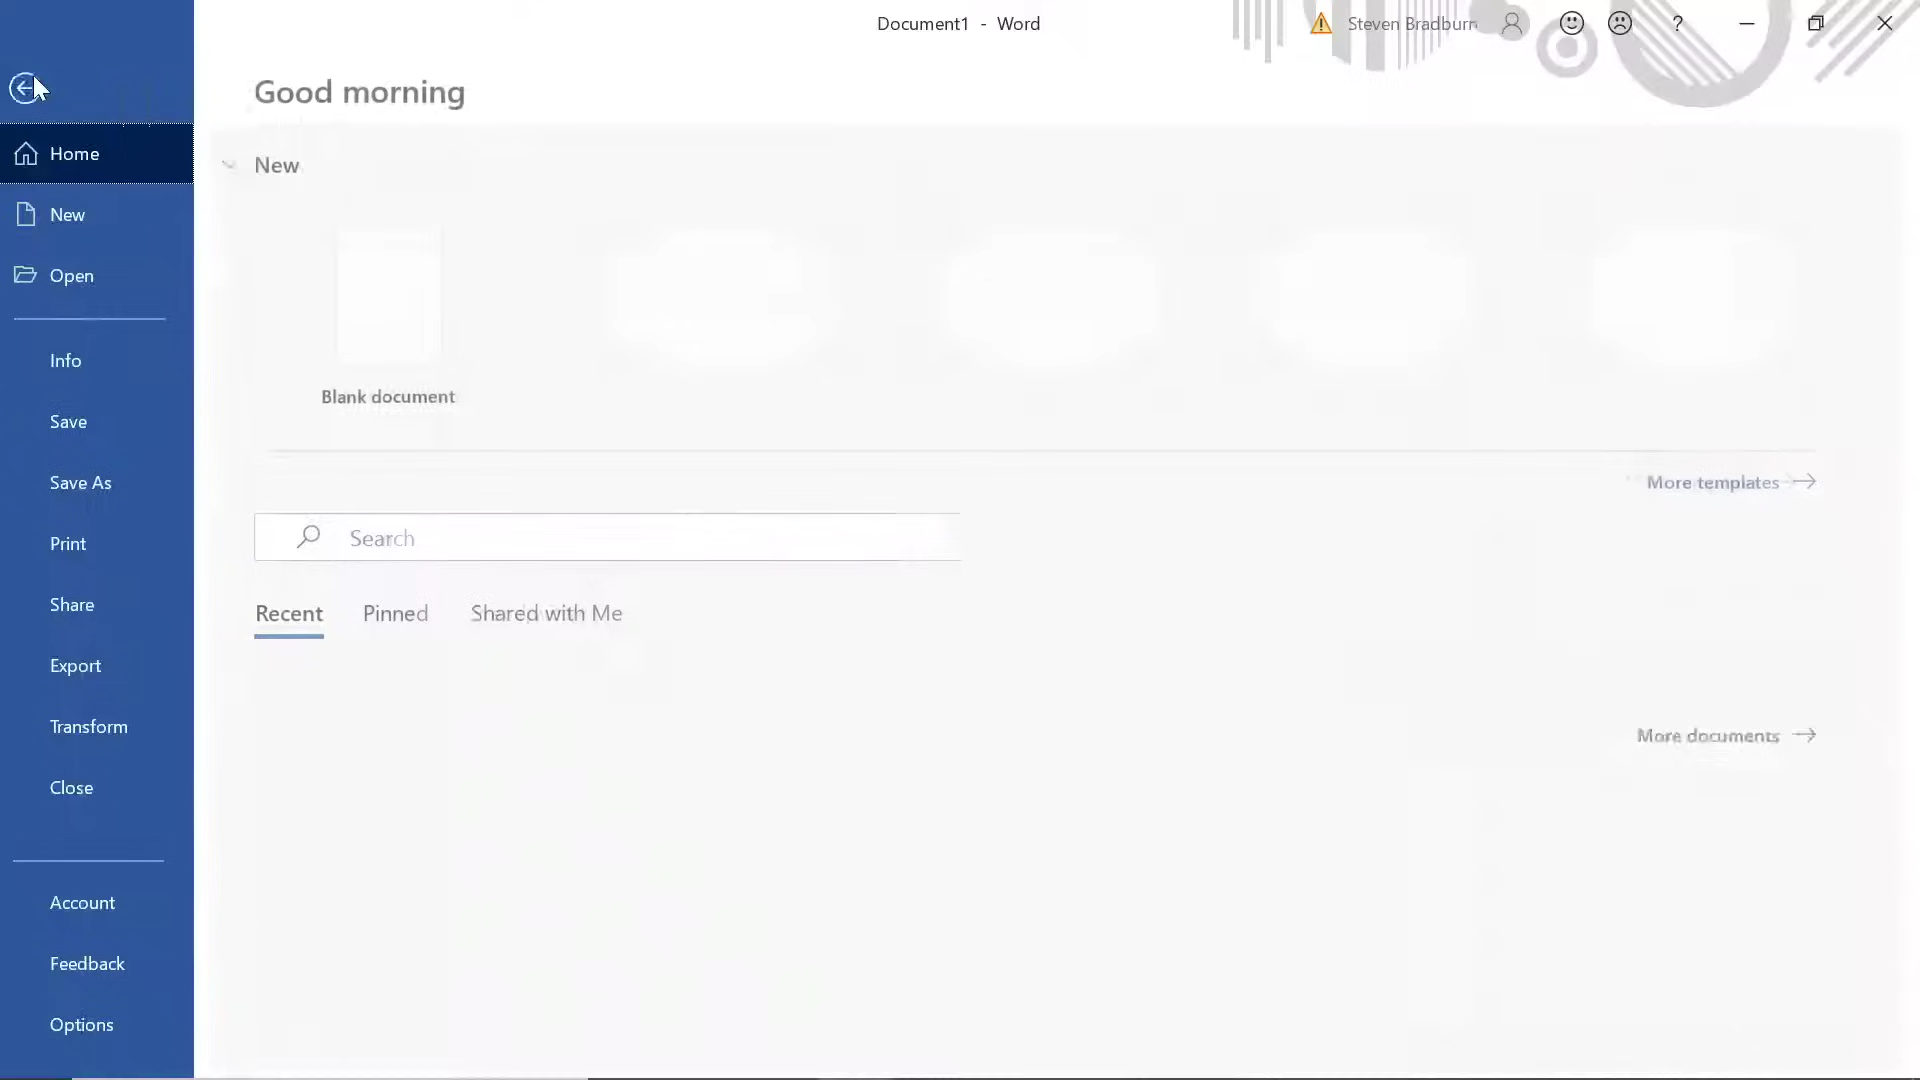 Document1 - Word
Steven Bradburn
?
Good morning
Home
New
Open
Info
Save
Save As
Print
Share
Export
Transform
Close
Account
Feedback
Options
New
Blank document
More templates
Search
Recent Pinned Shared with Me
More documents